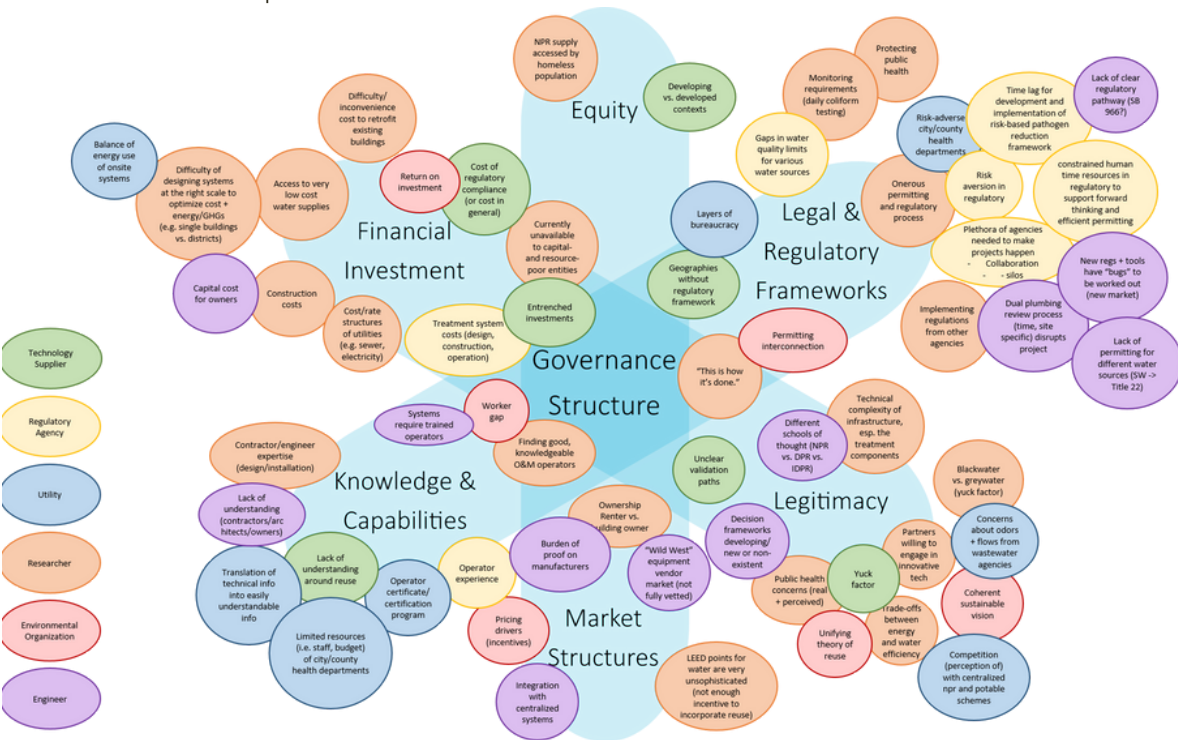 NPR supply
accessed by
homeless
population
Equity
Developing
vs. developed
contexts
Protecting
public
health
Monitoring
requirements
(daily coliform
testing)
Gaps in water
quality limits
for various
water sources
Risk-adverse
city/county
health
departments
Time lag for
development and
implementation of
risk-based pathogen
reduction
framework
Lack of clear
regulatory
pathway (SB
966?)
Risk
aversion in
regulatory
constrained human
time resources in
regulatory to
support forward
thinking and
efficient permitting
Onerous
permitting
and regulatory
process
Plethora of agencies
needed to make
projects happen
- Collaboration
- - silos
Layers of
bureaucracy
Legal &
Regulatory
Frameworks
Geographies
without
regulatory
framework
New regs + tools
have "bugs" to
be worked out
(new market)
Implementing
regulations
from other
agencies
Dual plumbing
review process
(time, site
specific) disrupts
project
Lack of
permitting for
different water
sources (SW ->
Title 22)
Permitting
interconnection
"This is how
it's done."
Difficulty/
inconvenience
cost to retrofit
existing
buildings
Balance of
energy use
of onsite
systems
Difficulty of
designing systems
at the right scale to
optimize cost +
energy/GHGs
(e.g. single buildings
vs. districts)
Access to very
low cost
water supplies
Return on
investment
Cost of
regulatory
compliance
(or cost in
general)
Financial
Investment
Currently
unavailable
to capital-
and resource-
poor entities
Capital cost
for owners
Construction
costs
Cost/rate
structures
of utilities
(e.g. sewer,
electricity)
Treatment system
costs (design,
construction,
operation)
Entrenched
investments
Governance
Structure
Technology
Supplier
Regulatory
Agency
Utility
Researcher
Environmental
Organization
Engineer
Systems
require trained
operators
Worker
gap
Finding good,
knowledgeable
O&M operators
Contractor/engineer
expertise
(design/installation)
Knowledge &
Capabilities
Lack of
understanding
(contractors/arc
hitects/owners)
Translation of
technical info
into easily
understandable
info
Lack of
understanding
around reuse
Limited resources
(i.e. staff, budget)
of city/county
health departments
Operator
certificate/
certification
program
Operator
experience
Ownership
Renter vs.
uilding owner
Burden of
proof on
manufacturers
"Wild West"
equipment
vendor
market (not
fully vetted)
Pricing
drivers
(incentives)
Market
Structures
Integration
with
centralized
systems
LEED points for
water are very
unsophisticated
(not enough
incentive to
incorporate reuse)
Different
schools of
thought (NPR
vs. DPR vs.
IDPR)
Technical
complexity of
infrastructure,
esp. the
treatment
components
Unclear
validation
paths
Legitimacy
Blackwater
vs. greywater
(yuck factor)
Decision
frameworks
developing/
new or non-
existent
Concerns
about odors
+ flows from
wastewater
agencies
Partners
willing to
engage in
innovative
tech
Public health
concerns (real
+ perceived)
Yuck
factor
Coherent
sustainable
vision
Trade-offs
between
energy
and water
efficiency
Unifying
theory of
reuse
Competition
(perception of)
with centralized
npr and potable
schemes